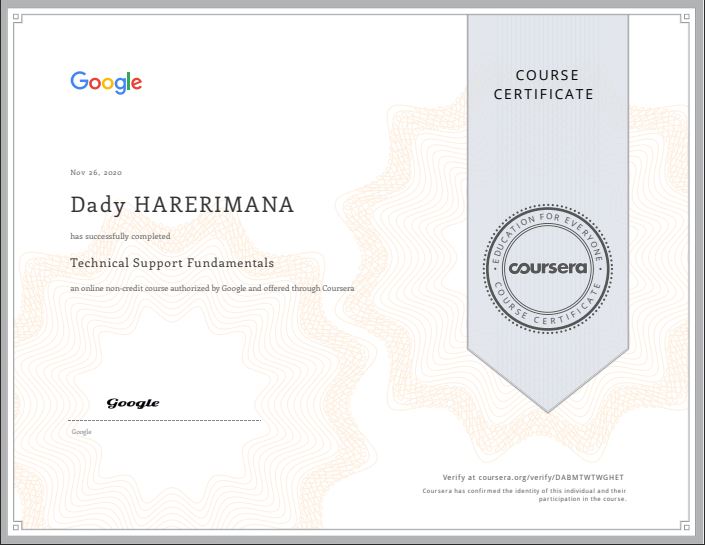 Google
COURSE
CERTIFICATE
Nov 26, 2020
Dady HARERIMANA
has successfully completed
Technical Support Fundamentals
an online non-credit course authorized by Google and offered through Coursera
EDUCATION FOR EVERYONE
coursera
COURSE CERTIFICATE
Google
Google
Verify at coursera.org/verify/DABMTWTWGHET
Coursera has confirmed the identity of this individual and their
participation in the course.